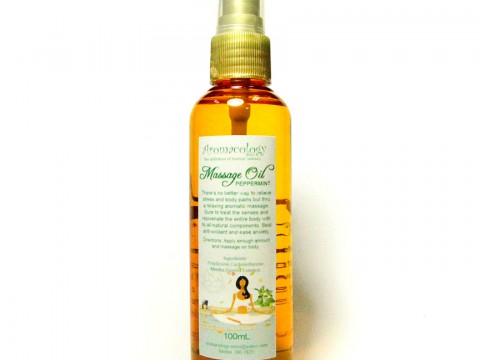 Aromacology
Massage Oil
PEPPERMINT
There's no better way to relieve
stress and body pains but thru
a relaxing aromatic massage.
Sure to treat the senses and
rejuvenate the entire body with
its all-natural components. Boost
anti-oxidant and ease anxiety.
Directions: Apply enough amount
and massage on body.
Ingredients:
100mL